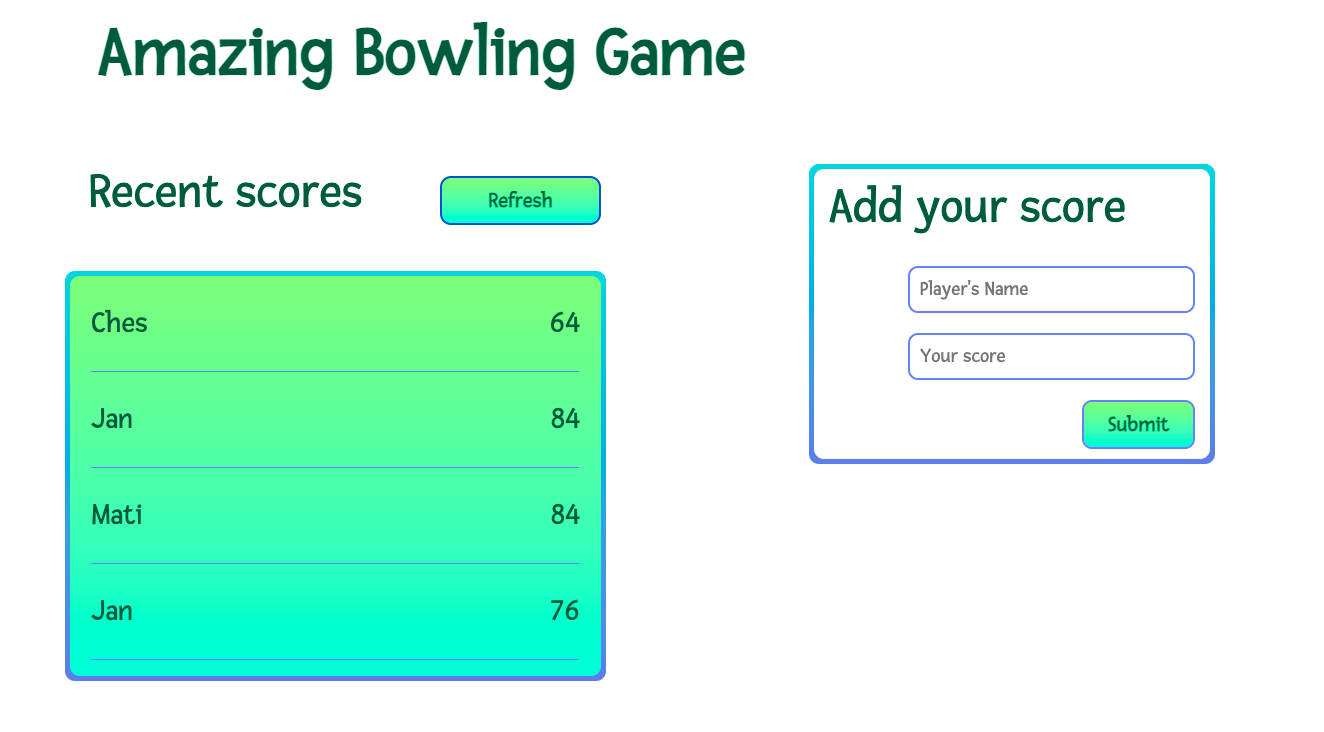 Amazing Bowling Game
Recent scores
Refresh
Ches 64
Jan 84
Mati 84
Jan 76
Add your score
Player's Name
Your score
Submit